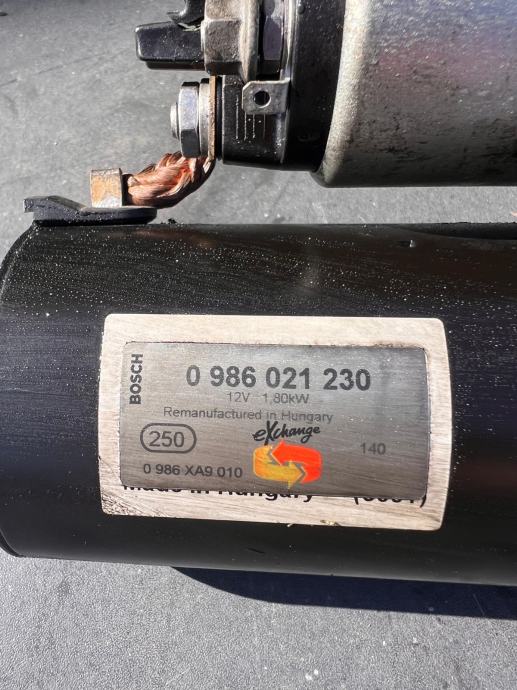 BOSCH
0 986 021 230
12V 1,80kW
Remanufactured in Hungary
250
eXchange
140
0 986 XA9 010
Made in Hungary